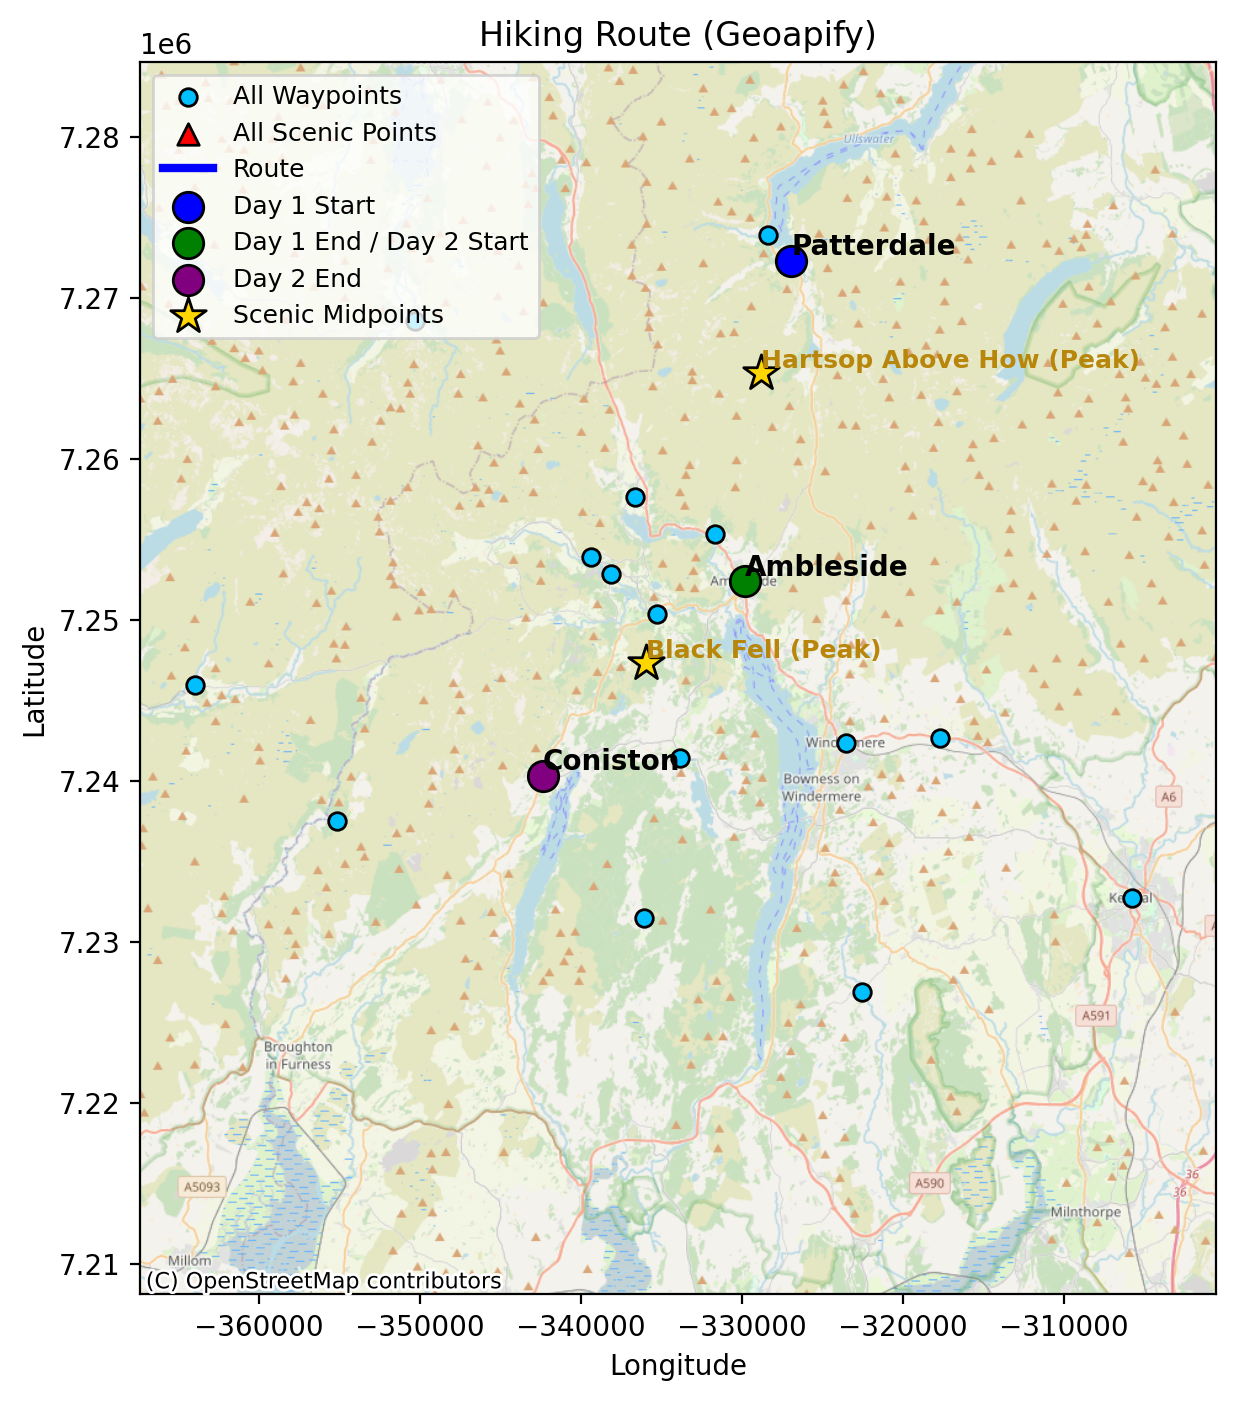 Hiking Route (Geoapify)
1e6
All Waypoints
All Scenic Points
Route
Day 1 Start
Day 1 End / Day 2 Start
Day 2 End
Scenic Midpoints
Ullswater
Patterdale
Hartsop Above How (Peak)
Ambleside
Black Fell (Peak)
Coniston
Windermere
Bowness on
Windermere
A6
A591
Broughton
in Furness
A5093
A590
36
36
Milnthorpe
Millom
(C) OpenStreetMap contributors
7.28
7.27
7.26
7.25
7.24
7.23
7.22
7.21
Latitude
−360000
−350000
−340000
−330000
−320000
−310000
Longitude